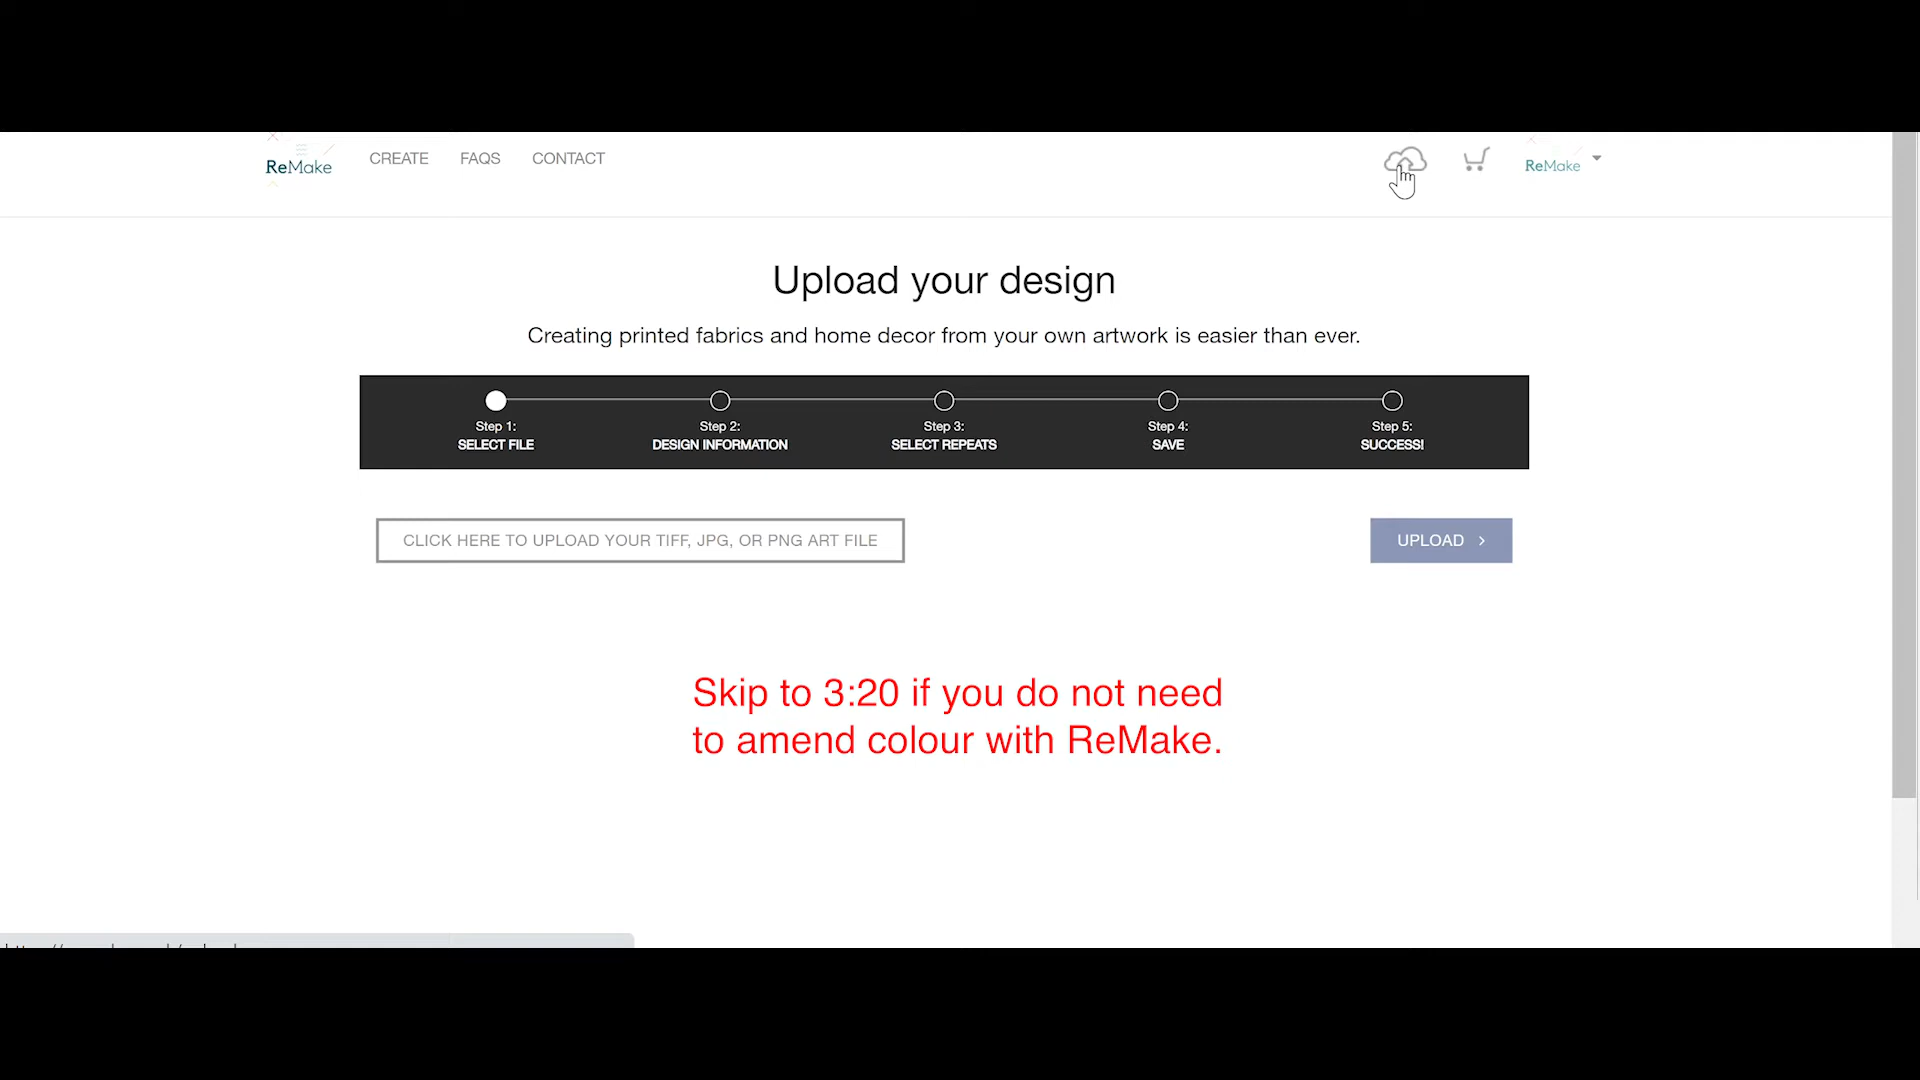 ReMake CREATE FAQS CONTACT ReMake
Upload your design
Creating printed fabrics and home decor from your own artwork is easier than ever.
Step 1: Step 2: Step 3: Step 4: Step 5:
SELECT FILE DESIGN INFORMATION SELECT REPEATS SAVE SUCCESS!
CLICK HERE TO UPLOAD YOUR TIFF, JPG, OR PNG ART FILE UPLOAD >
Skip to 3:20 if you do not need
to amend colour with ReMake.